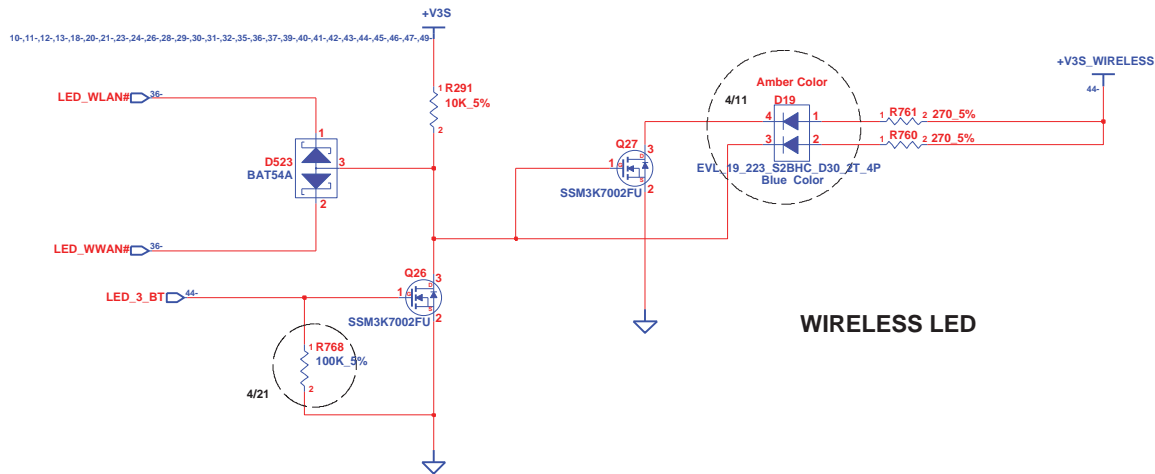 +V3S
10-,11-,12-,13-,18-,20-,21-,23-,24-,26-,28-,29-,30-,31-,32-,35-,36-,37-,39-,40-,41-,42-,43-,44-,45-,46-,47-,49-
+V3S_WIRELESS
44-
LED_WLAN#
36-
1
R291
10K_5%
2
Amber Color
4/11
D19
4
1
3
2
EVL_19_223_S2BHC_D30_2T_4P
Blue Color
R761
1
2
270_5%
R760
1
2
270_5%
1
D523
3
BAT54A
2
Q27
3
D
1
G
S
2
SSM3K7002FU
LED_WWAN#
36-
Q26
3
D
LED_3_BT
44-
1
G
S
2
SSM3K7002FU
WIRELESS LED
1
R768
100K_5%
2
4/21